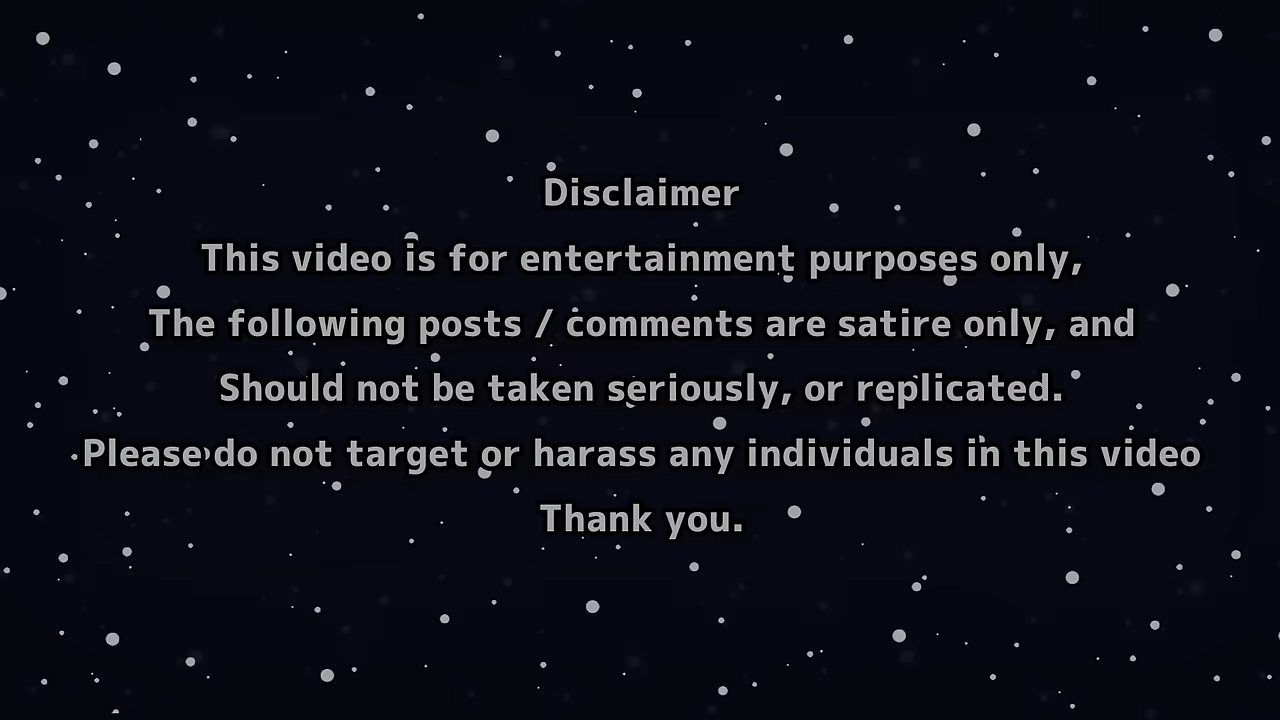 Disclaimer
This video is for entertainment purposes only,
The following posts / comments are satire only, and
Should not be taken seriously, or replicated.
Please do not target or harass any individuals in this video
Thank you.